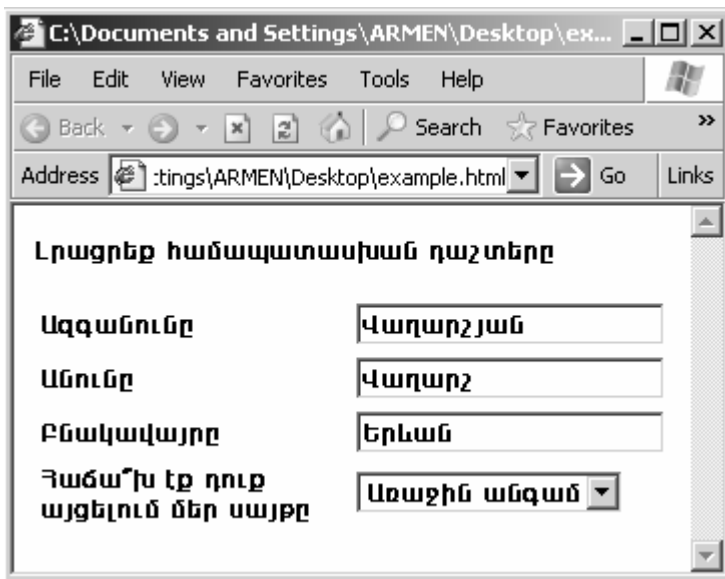 C:\Documents and Settings\ARMEN\Desktop\ex...
File Edit View Favorites Tools Help
Back Search Favorites »
Address :tings\ARMEN\Desktop\example.html Go Links
Լրացրեք համապատասխան դաշտերը
Ազգանունը Վաղարշյան
Անունը Վաղարշ
Բնակավայրը Երևան
Հաճա՞խ էք դուք
այցելում մեր սայթը Առաջին անգամ